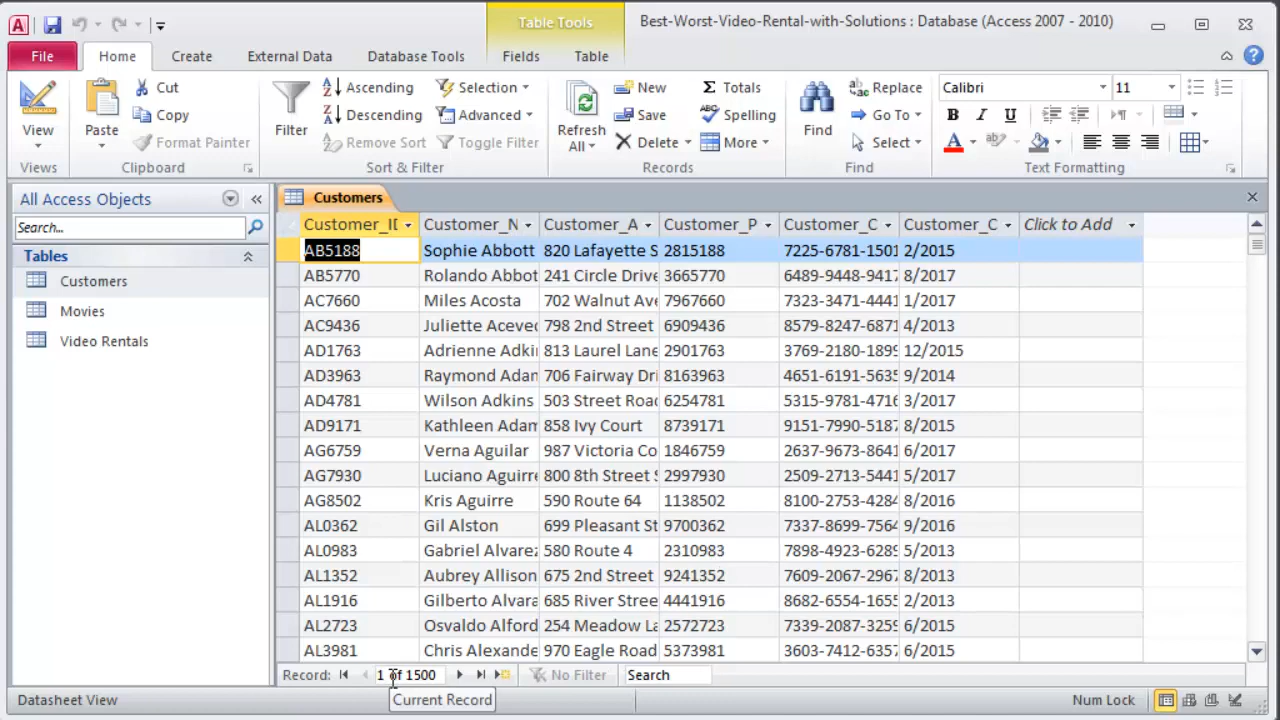 Table Tools
Best-Worst-Video-Rental-with-Solutions : Database (Access 2007 - 2010)
File Home Create External Data Database Tools Fields Table
View
Views
Paste
Cut
Copy
Format Painter
Clipboard
Filter
Ascending
Descending
Remove Sort
Selection
Advanced
Toggle Filter
Sort & Filter
Refresh
All
New
Save
Delete
Totals
Spelling
More
Records
Find
Replace
Go To
Select
Find
Calibri 11
B I U
Text Formatting
All Access Objects
Search...
Tables
Customers
Movies
Video Rentals
Customers
Customer_ID Customer_N Customer_A Customer_P Customer_C Customer_C Click to Add
AB5188 Sophie Abbott 820 Lafayette S 2815188 7225-6781-1501 2/2015
AB5770 Rolando Abbot 241 Circle Drive 3665770 6489-9448-9417 8/2017
AC7660 Miles Acosta 702 Walnut Ave 7967660 7323-3471-4441 1/2017
AC9436 Juliette Aceved 798 2nd Street 6909436 8579-8247-6871 4/2013
AD1763 Adrienne Adki 813 Laurel Lane 2901763 3769-2180-1899 12/2015
AD3963 Raymond Adam 706 Fairway Dri 8163963 4651-6191-5635 9/2014
AD4781 Wilson Adkins 503 Street Road 6254781 5315-9781-4716 3/2017
AD9171 Kathleen Adam 858 Ivy Court 8739171 9151-7990-5187 8/2015
AG6759 Verna Aguilar 987 Victoria Co 1846759 2637-9673-8641 6/2017
AG7930 Luciano Aguirre 800 8th Street S 2997930 2509-2713-5441 5/2017
AG8502 Kris Aguirre 590 Route 64 1138502 8100-2753-4284 8/2016
AL0362 Gil Alston 699 Pleasant St 9700362 7337-8699-7564 9/2016
AL0983 Gabriel Alvarez 580 Route 4 2310983 7898-4923-6289 5/2013
AL1352 Aubrey Allison 675 2nd Street 9241352 7609-2067-2967 8/2013
AL1916 Gilberto Alvara 685 River Stree 4441916 8682-6554-1655 2/2013
AL2723 Osvaldo Alford 254 Meadow La 2572723 7339-2087-3259 6/2015
AL3981 Chris Alexande 970 Eagle Road 5373981 3603-7412-6357 6/2015
Record: 1 of 1500 No Filter Search
Current Record
Datasheet View Num Lock